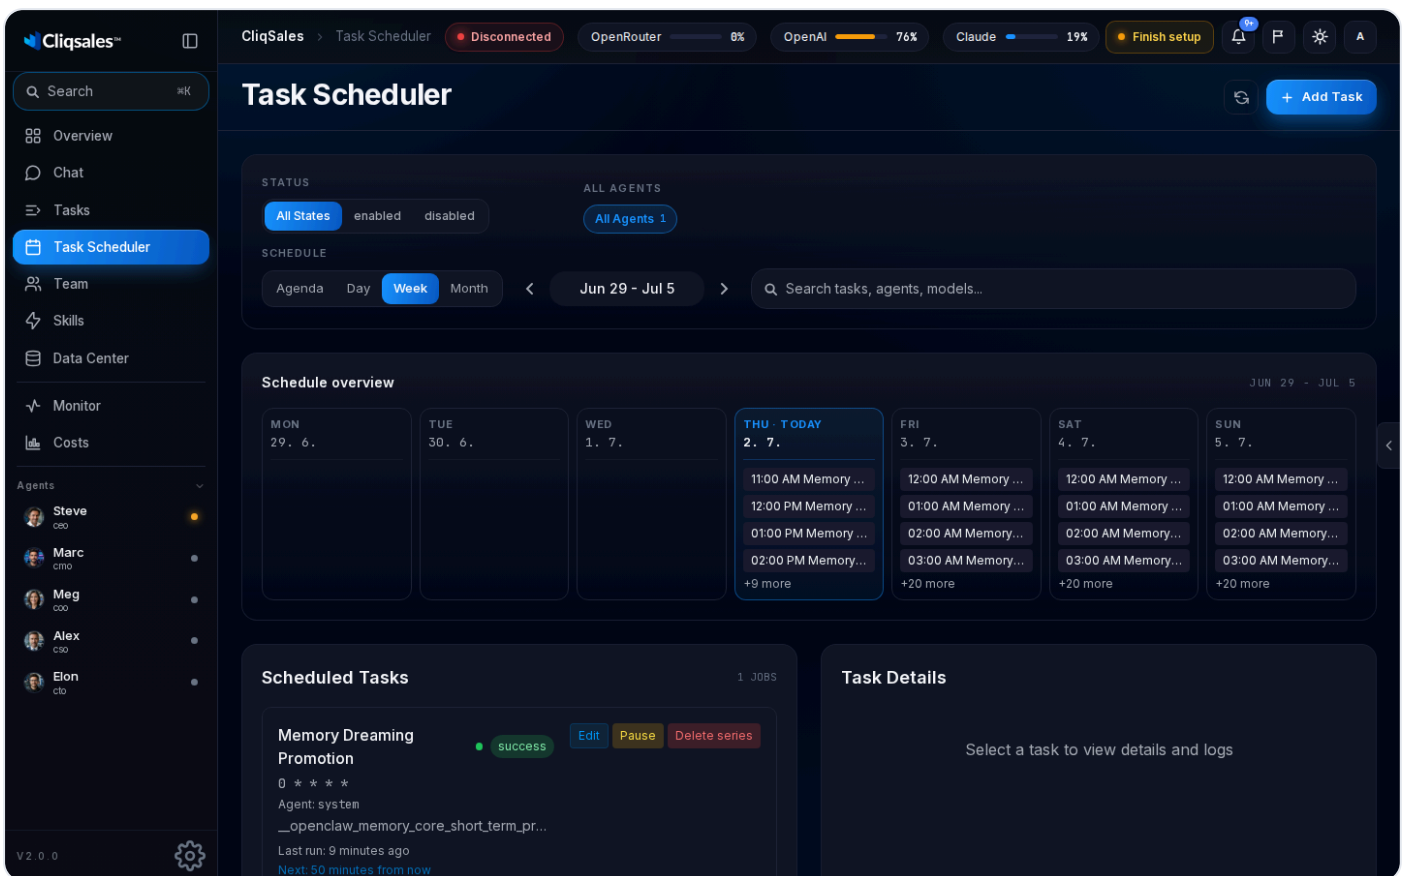 Cliqsales™
Search ⌘K
Overview
Chat
Tasks
Task Scheduler
Team
Skills
Data Center
Monitor
Costs
Agents
Steve
ceo
Marc
cmo
Meg
coo
Alex
cso
Elon
cto
V2.0.0
CliqSales › Task Scheduler
Disconnected
OpenRouter 0%
OpenAI 76%
Claude 19%
Finish setup
9+
A
Task Scheduler
+ Add Task
STATUS
All States enabled disabled
ALL AGENTS
All Agents 1
SCHEDULE
Agenda Day Week Month
Jun 29 - Jul 5
Search tasks, agents, models...
Schedule overview
JUN 29 - JUL 5
MON
29. 6.
TUE
30. 6.
WED
1. 7.
THU · TODAY
2. 7.
11:00 AM Memory ...
12:00 PM Memory ...
01:00 PM Memory ...
02:00 PM Memory...
+9 more
FRI
3. 7.
12:00 AM Memory ...
01:00 AM Memory...
02:00 AM Memory...
03:00 AM Memory...
+20 more
SAT
4. 7.
12:00 AM Memory ...
01:00 AM Memory...
02:00 AM Memory...
03:00 AM Memory...
+20 more
SUN
5. 7.
12:00 AM Memory ...
01:00 AM Memory...
02:00 AM Memory...
03:00 AM Memory...
+20 more
Scheduled Tasks
1 JOBS
Memory Dreaming
Promotion
success
Edit Pause Delete series
0 * * * *
Agent: system
__openclaw_memory_core_short_term_pr...
Last run: 9 minutes ago
Next: 50 minutes from now
Task Details
Select a task to view details and logs